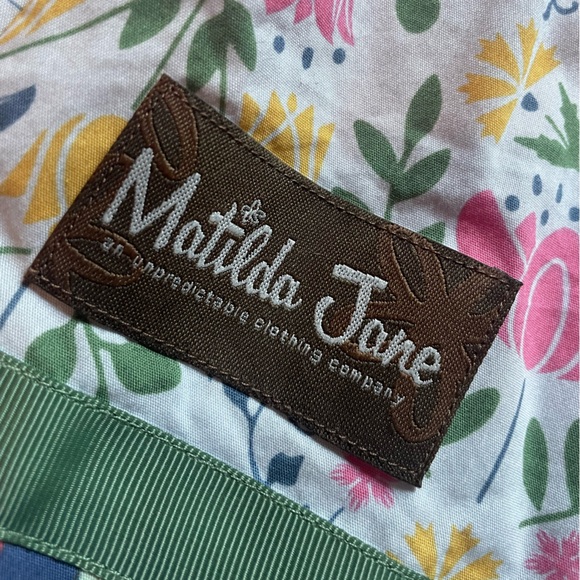 Matilda Jane
an unpredictable clothing company